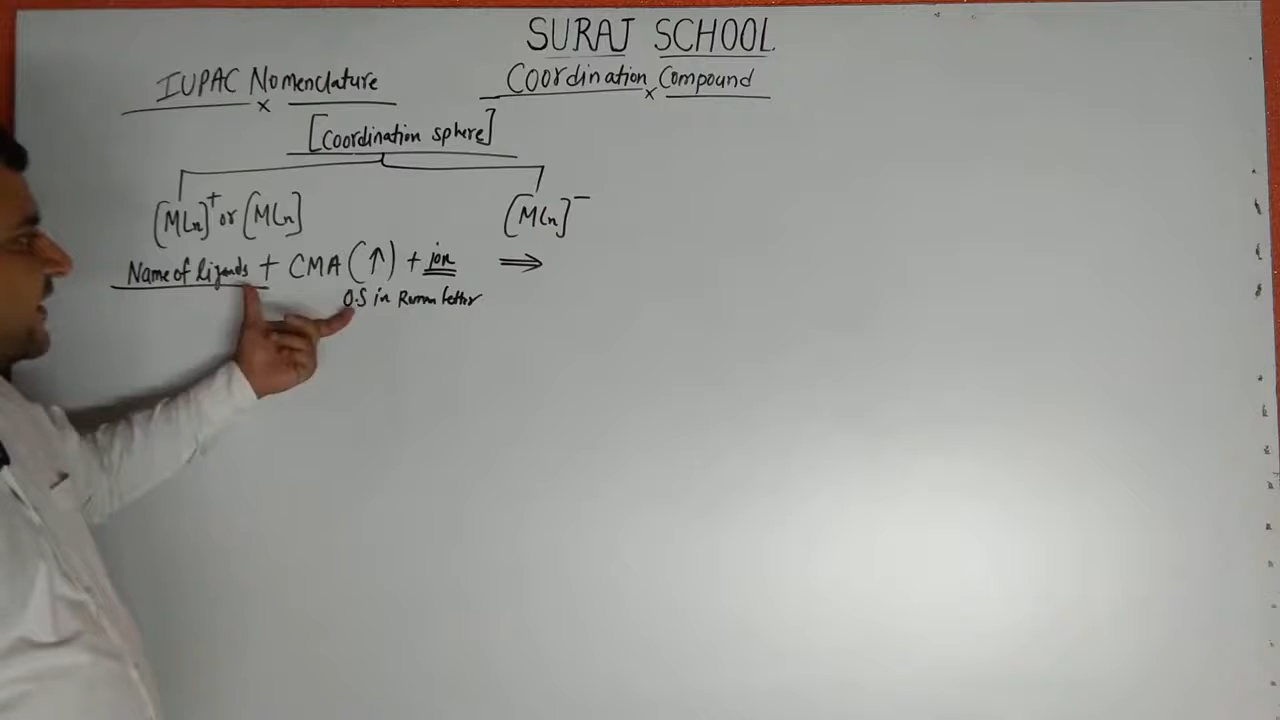 SURAJ SCHOOL
IUPAC Nomenclature
Coordination Compound
[Coordination sphere]
[MLn]+ or [MLn]
[MLn]−
Name of ligands + CMA (↑) + ion ⇒
O.S in Roman letter